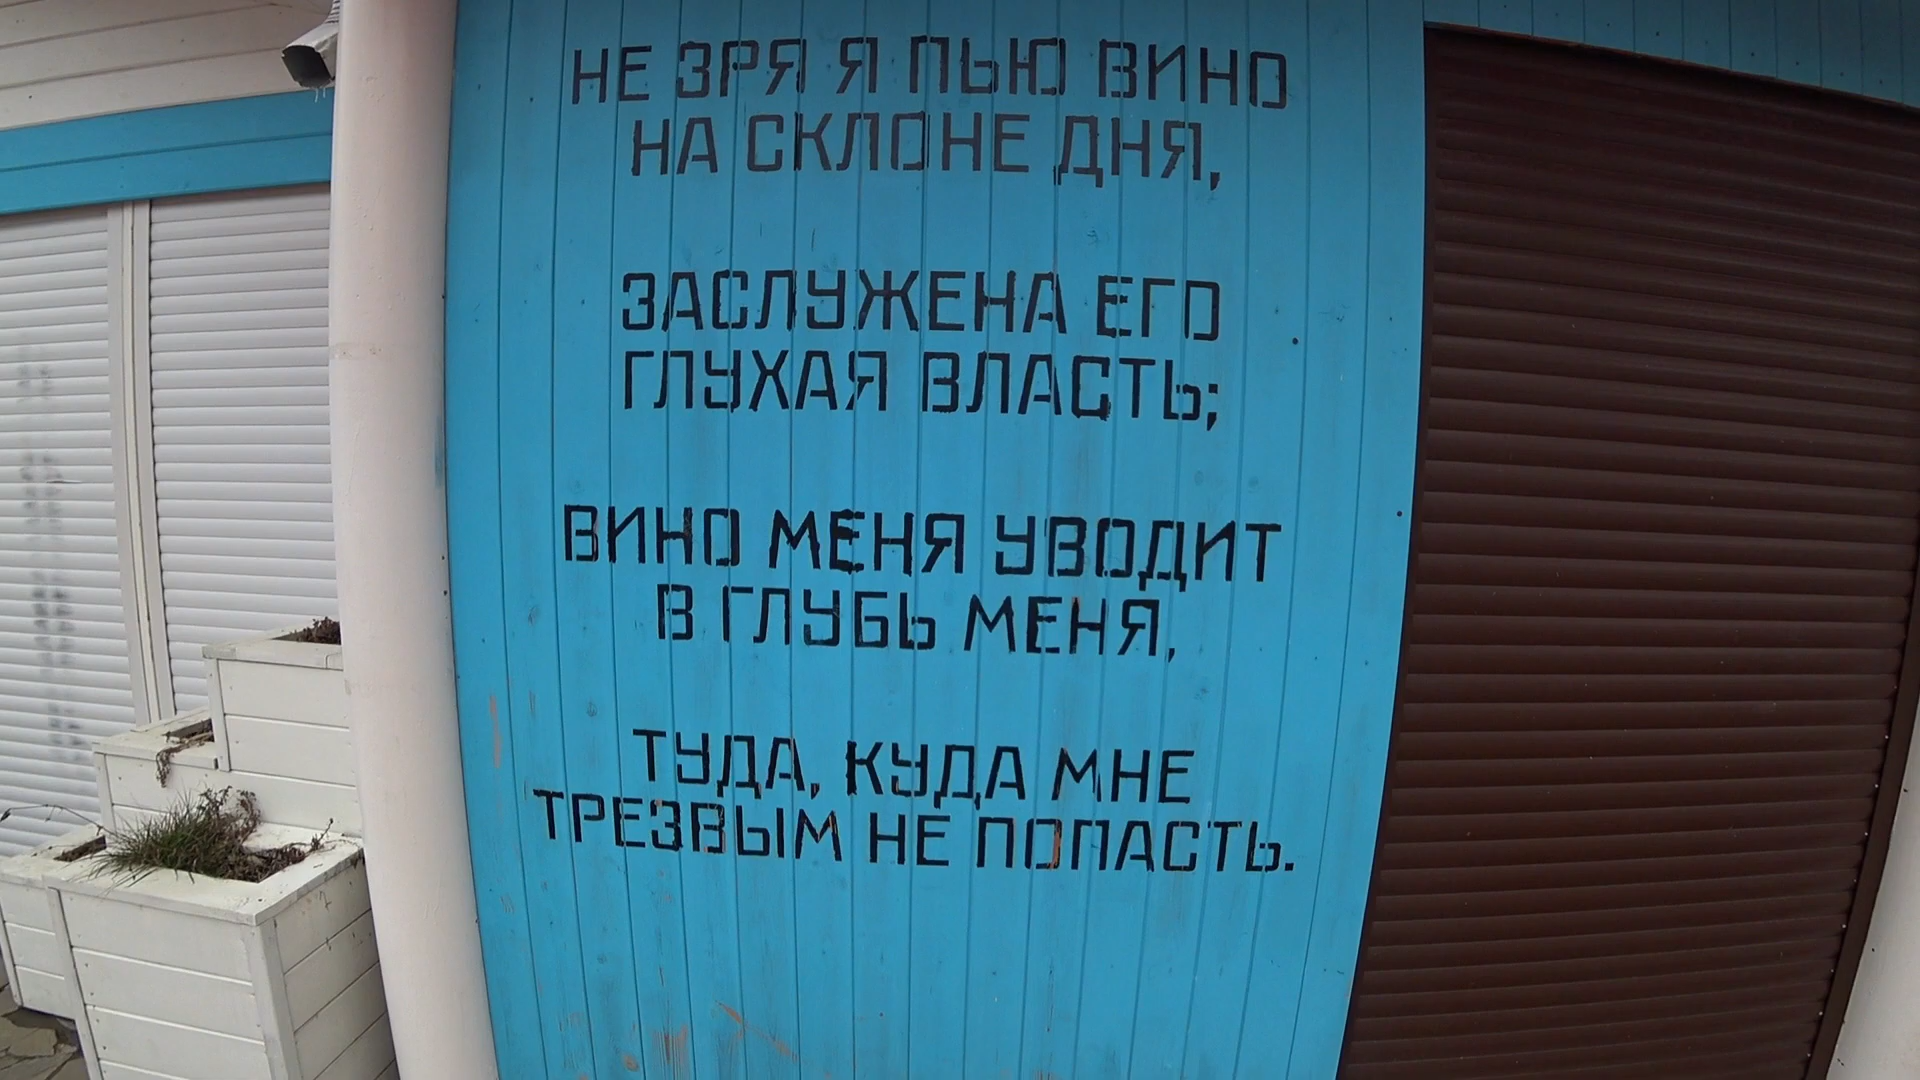 НЕ ЗРЯ Я ПЬЮ ВИНО
НА СКЛОНЕ ДНЯ,
ЗАСЛУЖЕНА ЕГО
ГЛУХАЯ ВЛАСТЬ;
ВИНО МЕНЯ УВОДИТ
В ГЛУБЬ МЕНЯ,
ТУДА, КУДА МНЕ
ТРЕЗВЫМ НЕ ПОПАСТЬ.